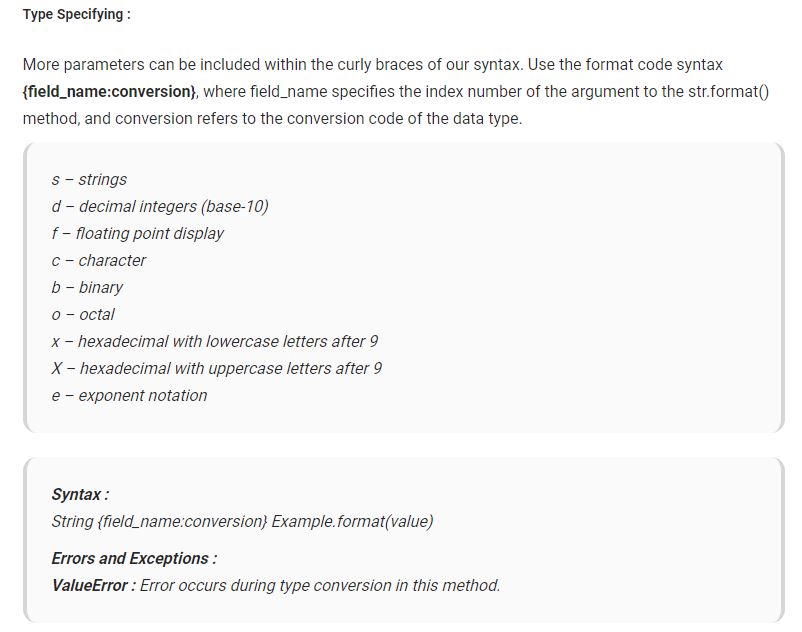 Type Specifying :
More parameters can be included within the curly braces of our syntax. Use the format code syntax
{field_name:conversion}, where field_name specifies the index number of the argument to the str.format()
method, and conversion refers to the conversion code of the data type.
s – strings
d – decimal integers (base-10)
f – floating point display
c – character
b – binary
o – octal
x – hexadecimal with lowercase letters after 9
X – hexadecimal with uppercase letters after 9
e – exponent notation
Syntax :
String {field_name:conversion} Example.format(value)
Errors and Exceptions :
ValueError : Error occurs during type conversion in this method.